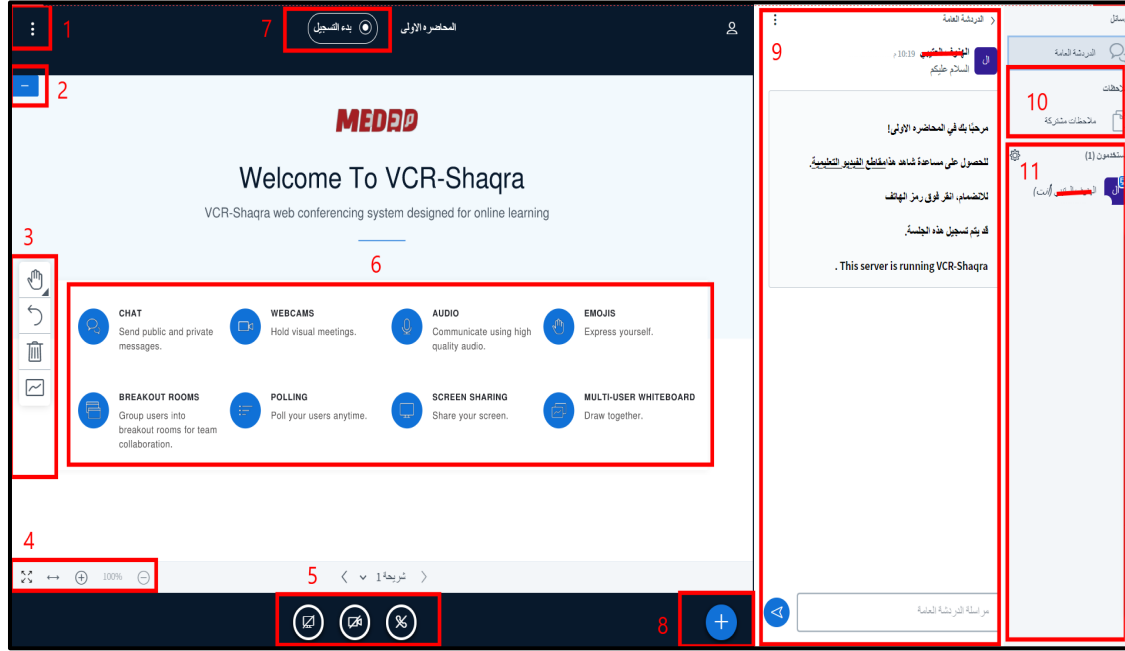 1
7
بدء التسجيل
المحاضره الاولى
2
MEDAD
Welcome To VCR-Shaqra
VCR-Shaqra web conferencing system designed for online learning
3
6
CHAT
Send public and private
messages.
WEBCAMS
Hold visual meetings.
AUDIO
Communicate using high
quality audio.
EMOJIS
Express yourself.
BREAKOUT ROOMS
Group users into
breakout rooms for team
collaboration.
POLLING
Poll your users anytime.
SCREEN SHARING
Share your screen.
MULTI-USER WHITEBOARD
Draw together.
4
100%
5
شريحة 1
8
9
الدردشة العامة
ال
10:19 م
السلام عليكم
مرحبًا بك في المحاضره الاولى!
للحصول على مساعدة شاهد هذامقاطع الفيديو التعليمية.
للانضمام، انقر فوق رمز الهاتف
قد يتم تسجيل هذه الجلسة.
This server is running VCR-Shaqra .
مراسلة الدردشة العامة
الدردشة العامة
10
ملاحظات مشتركة
11
(1)
ال
(أنت)